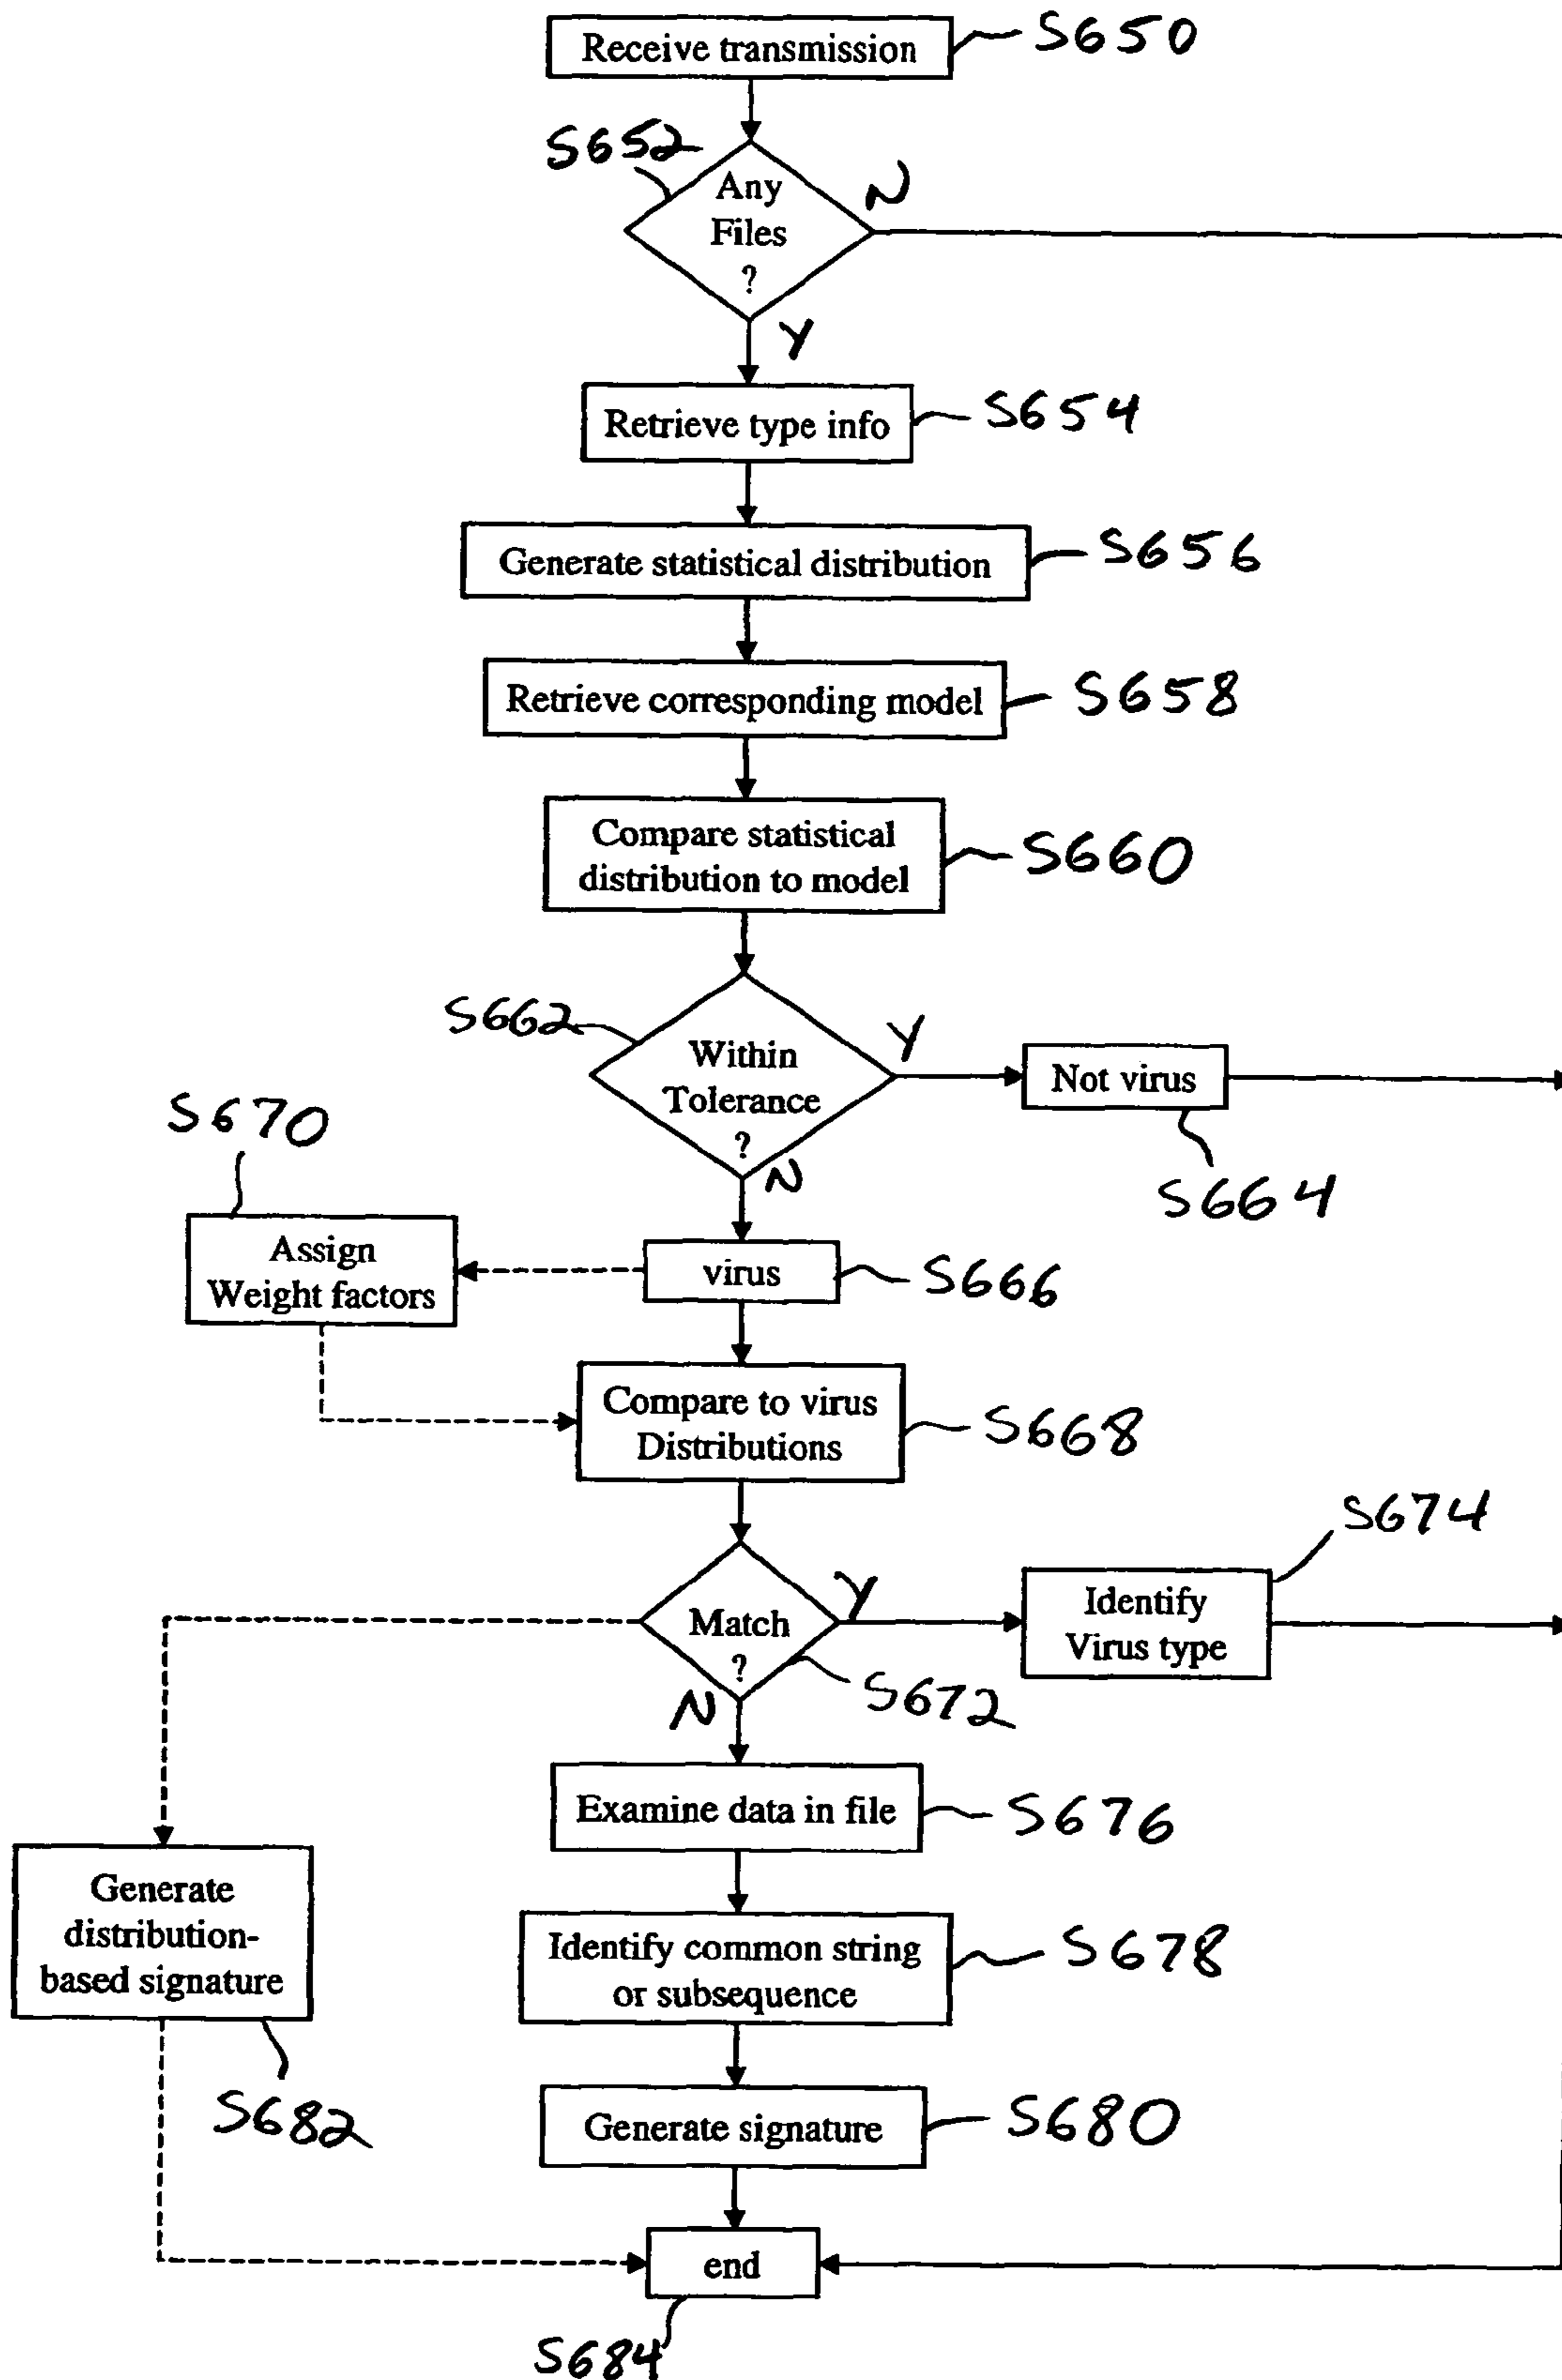 Receive transmission
S650
S652
Any
Files
?
N
Y
Retrieve type info
S654
Generate statistical distribution
S656
Retrieve corresponding model
S658
Compare statistical
distribution to model
S660
S662
Within
Tolerance
?
Y
Not virus
S664
N
S670
Assign
Weight factors
virus
S666
Compare to virus
Distributions
S668
S674
Match
?
Y
Identify
Virus type
N
S672
Examine data in file
S676
Generate
distribution-
based signature
S682
Identify common string
or subsequence
S678
Generate signature
S680
end
S684